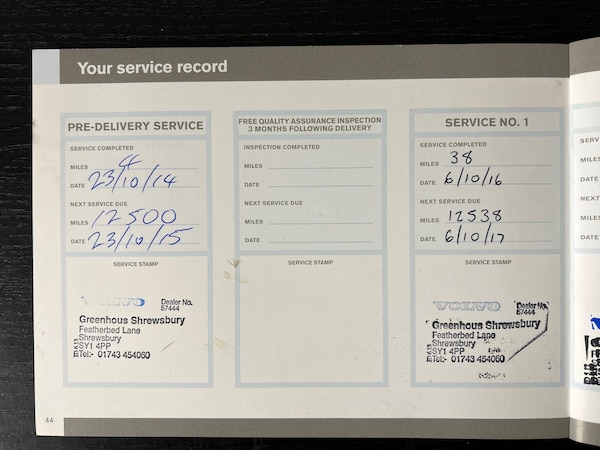 Your service record
PRE-DELIVERY SERVICE
SERVICE COMPLETED
MILES 4
DATE 23/10/14
NEXT SERVICE DUE
MILES 12500
DATE 23/10/15
SERVICE STAMP
VOLVO
Dealer No.
57444
Greenhous Shrewsbury
Featherbed Lane
Shrewsbury
SY1 4PP
Tel:- 01743 454060
FREE QUALITY ASSURANCE INSPECTION
3 MONTHS FOLLOWING DELIVERY
INSPECTION COMPLETED
MILES
DATE
NEXT SERVICE DUE
MILES
DATE
SERVICE STAMP
SERVICE NO. 1
SERVICE COMPLETED
MILES 38
DATE 6/10/16
NEXT SERVICE DUE
MILES 12538
DATE 6/10/17
SERVICE STAMP
VOLVO
Dealer No.
57444
Greenhous Shrewsbury
Featherbed Lane
Shrewsbury
SY1 4PP
Tel:- 01743 454060
MILES
DATE
MILES
DATE
44